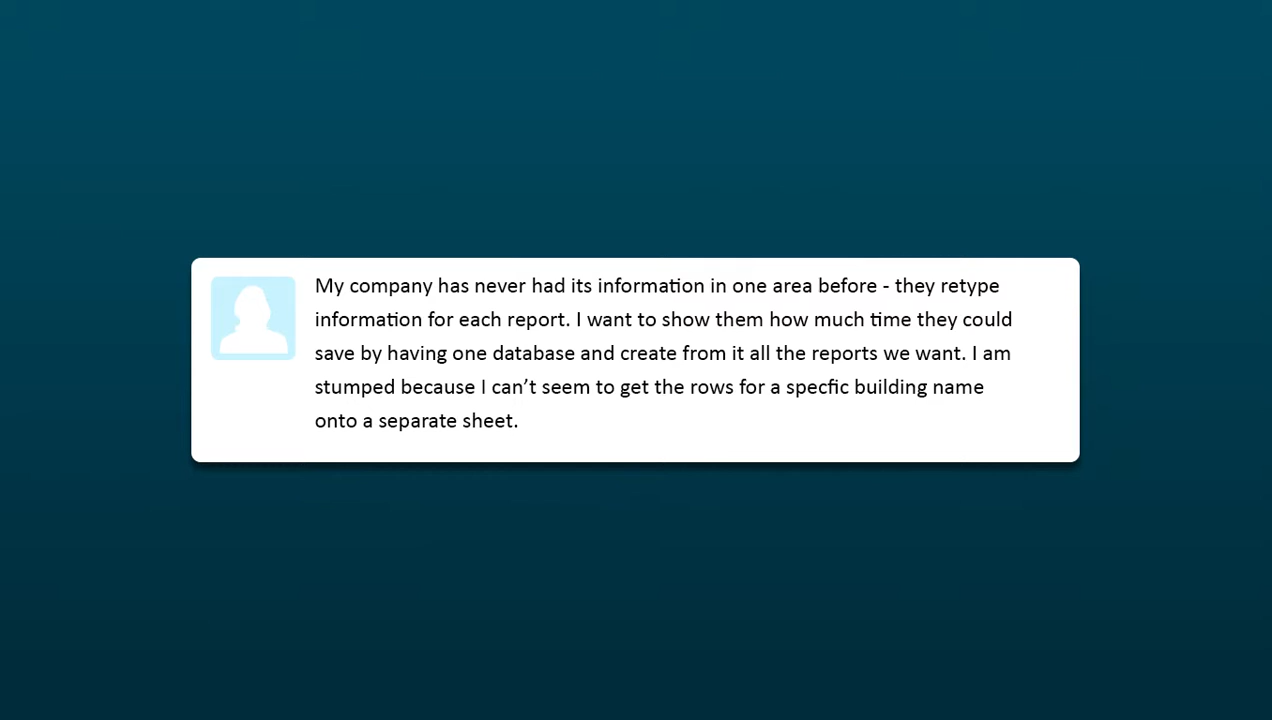 My company has never had its information in one area before - they retype
information for each report. I want to show them how much time they could
save by having one database and create from it all the reports we want. I am
stumped because I can’t seem to get the rows for a specfic building name
onto a separate sheet.